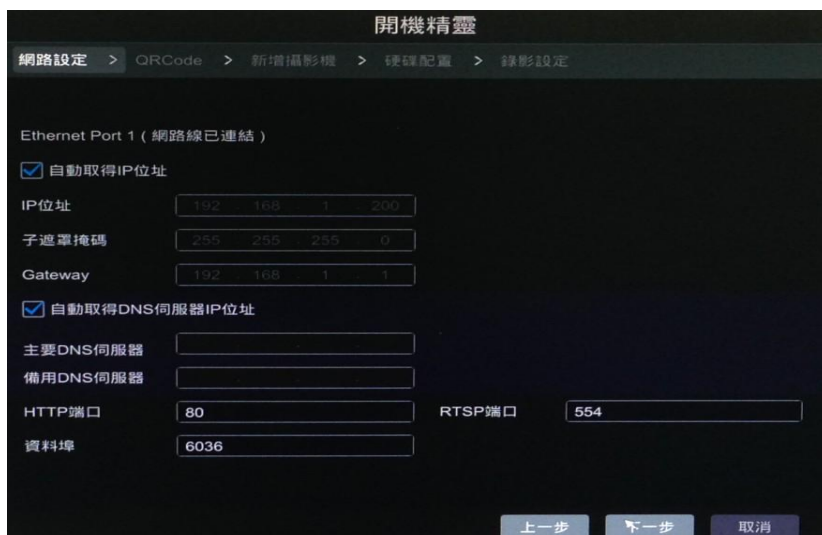 開機精靈
網路設定 > QRCode > 新增攝影機 > 硬碟配置 > 錄影設定
Ethernet Port 1 ( 網路線已連結 )
自動取得IP位址
IP位址 192 . 168 . 1 . 200
子遮罩掩碼 255 . 255 . 255 . 0
Gateway 192 . 168 . 1 . 1
自動取得DNS伺服器IP位址
主要DNS伺服器
備用DNS伺服器
HTTP端口 80 RTSP端口 554
資料埠 6036
上一步 下一步 取消